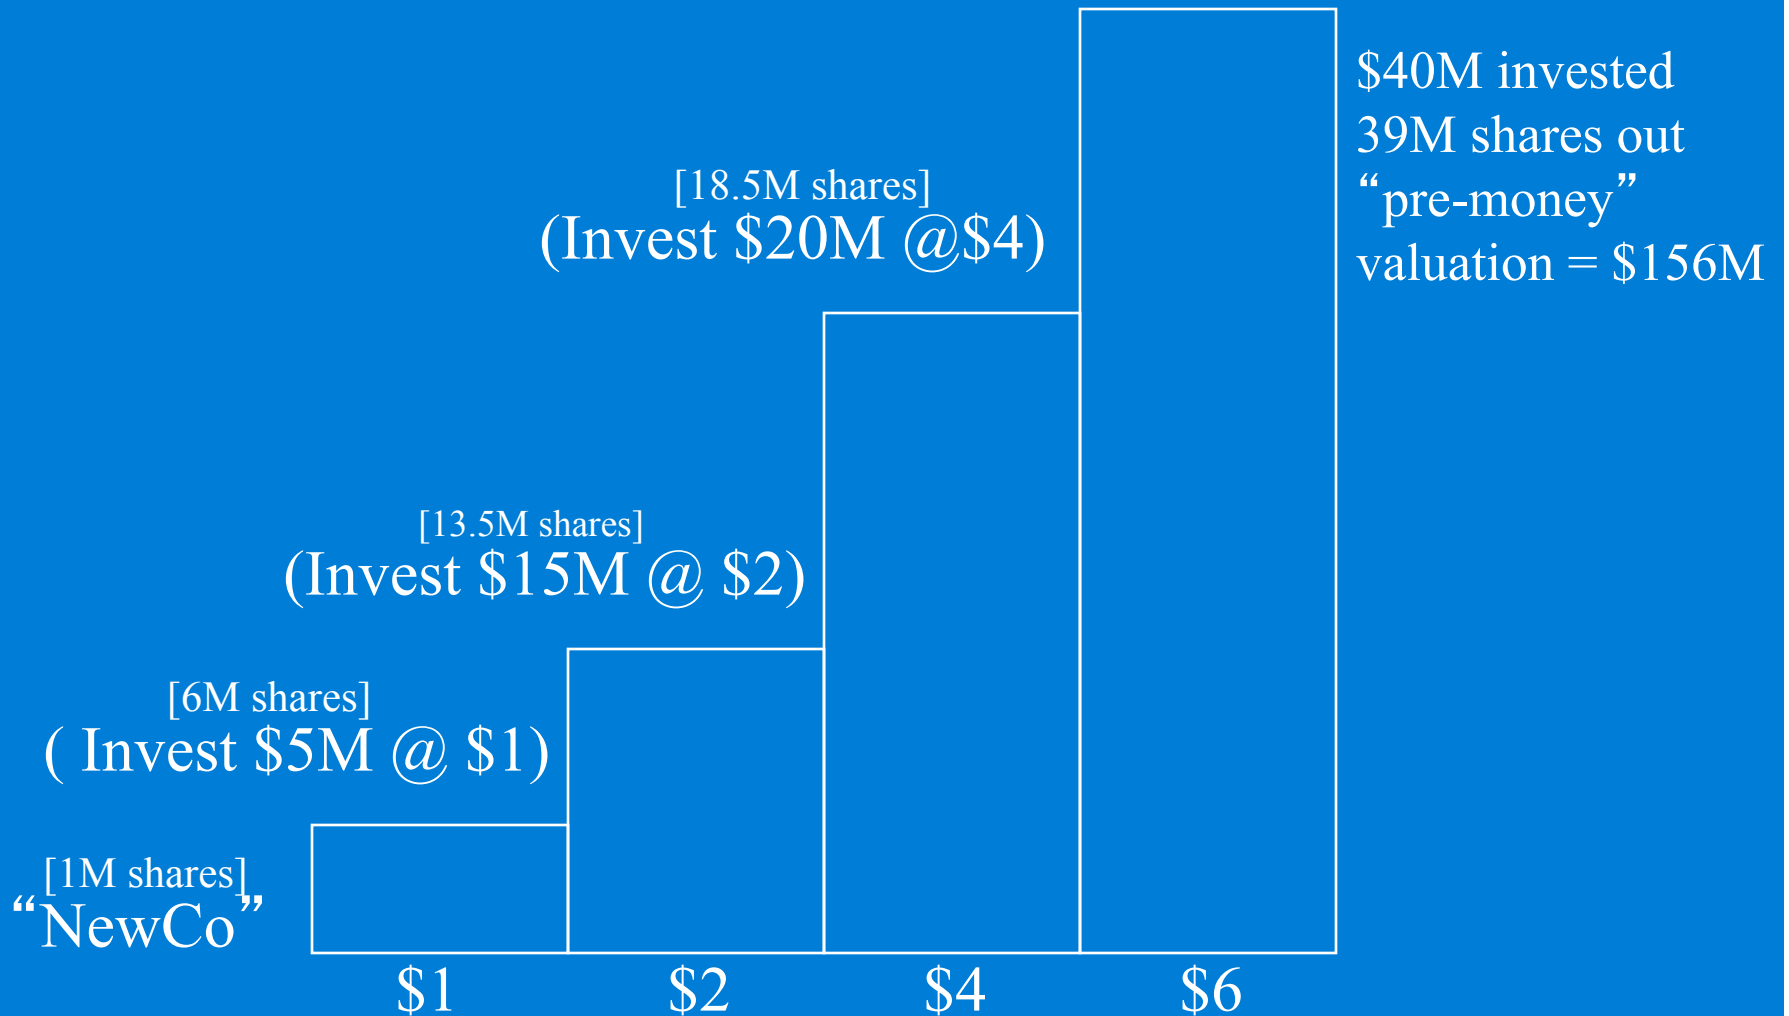 $40M invested
39M shares out
“pre-money”
valuation = $156M
[18.5M shares]
(Invest $20M @$4)
[13.5M shares]
(Invest $15M @ $2)
[6M shares]
( Invest $5M @ $1)
[1M shares]
“NewCo”
$1 $2 $4 $6